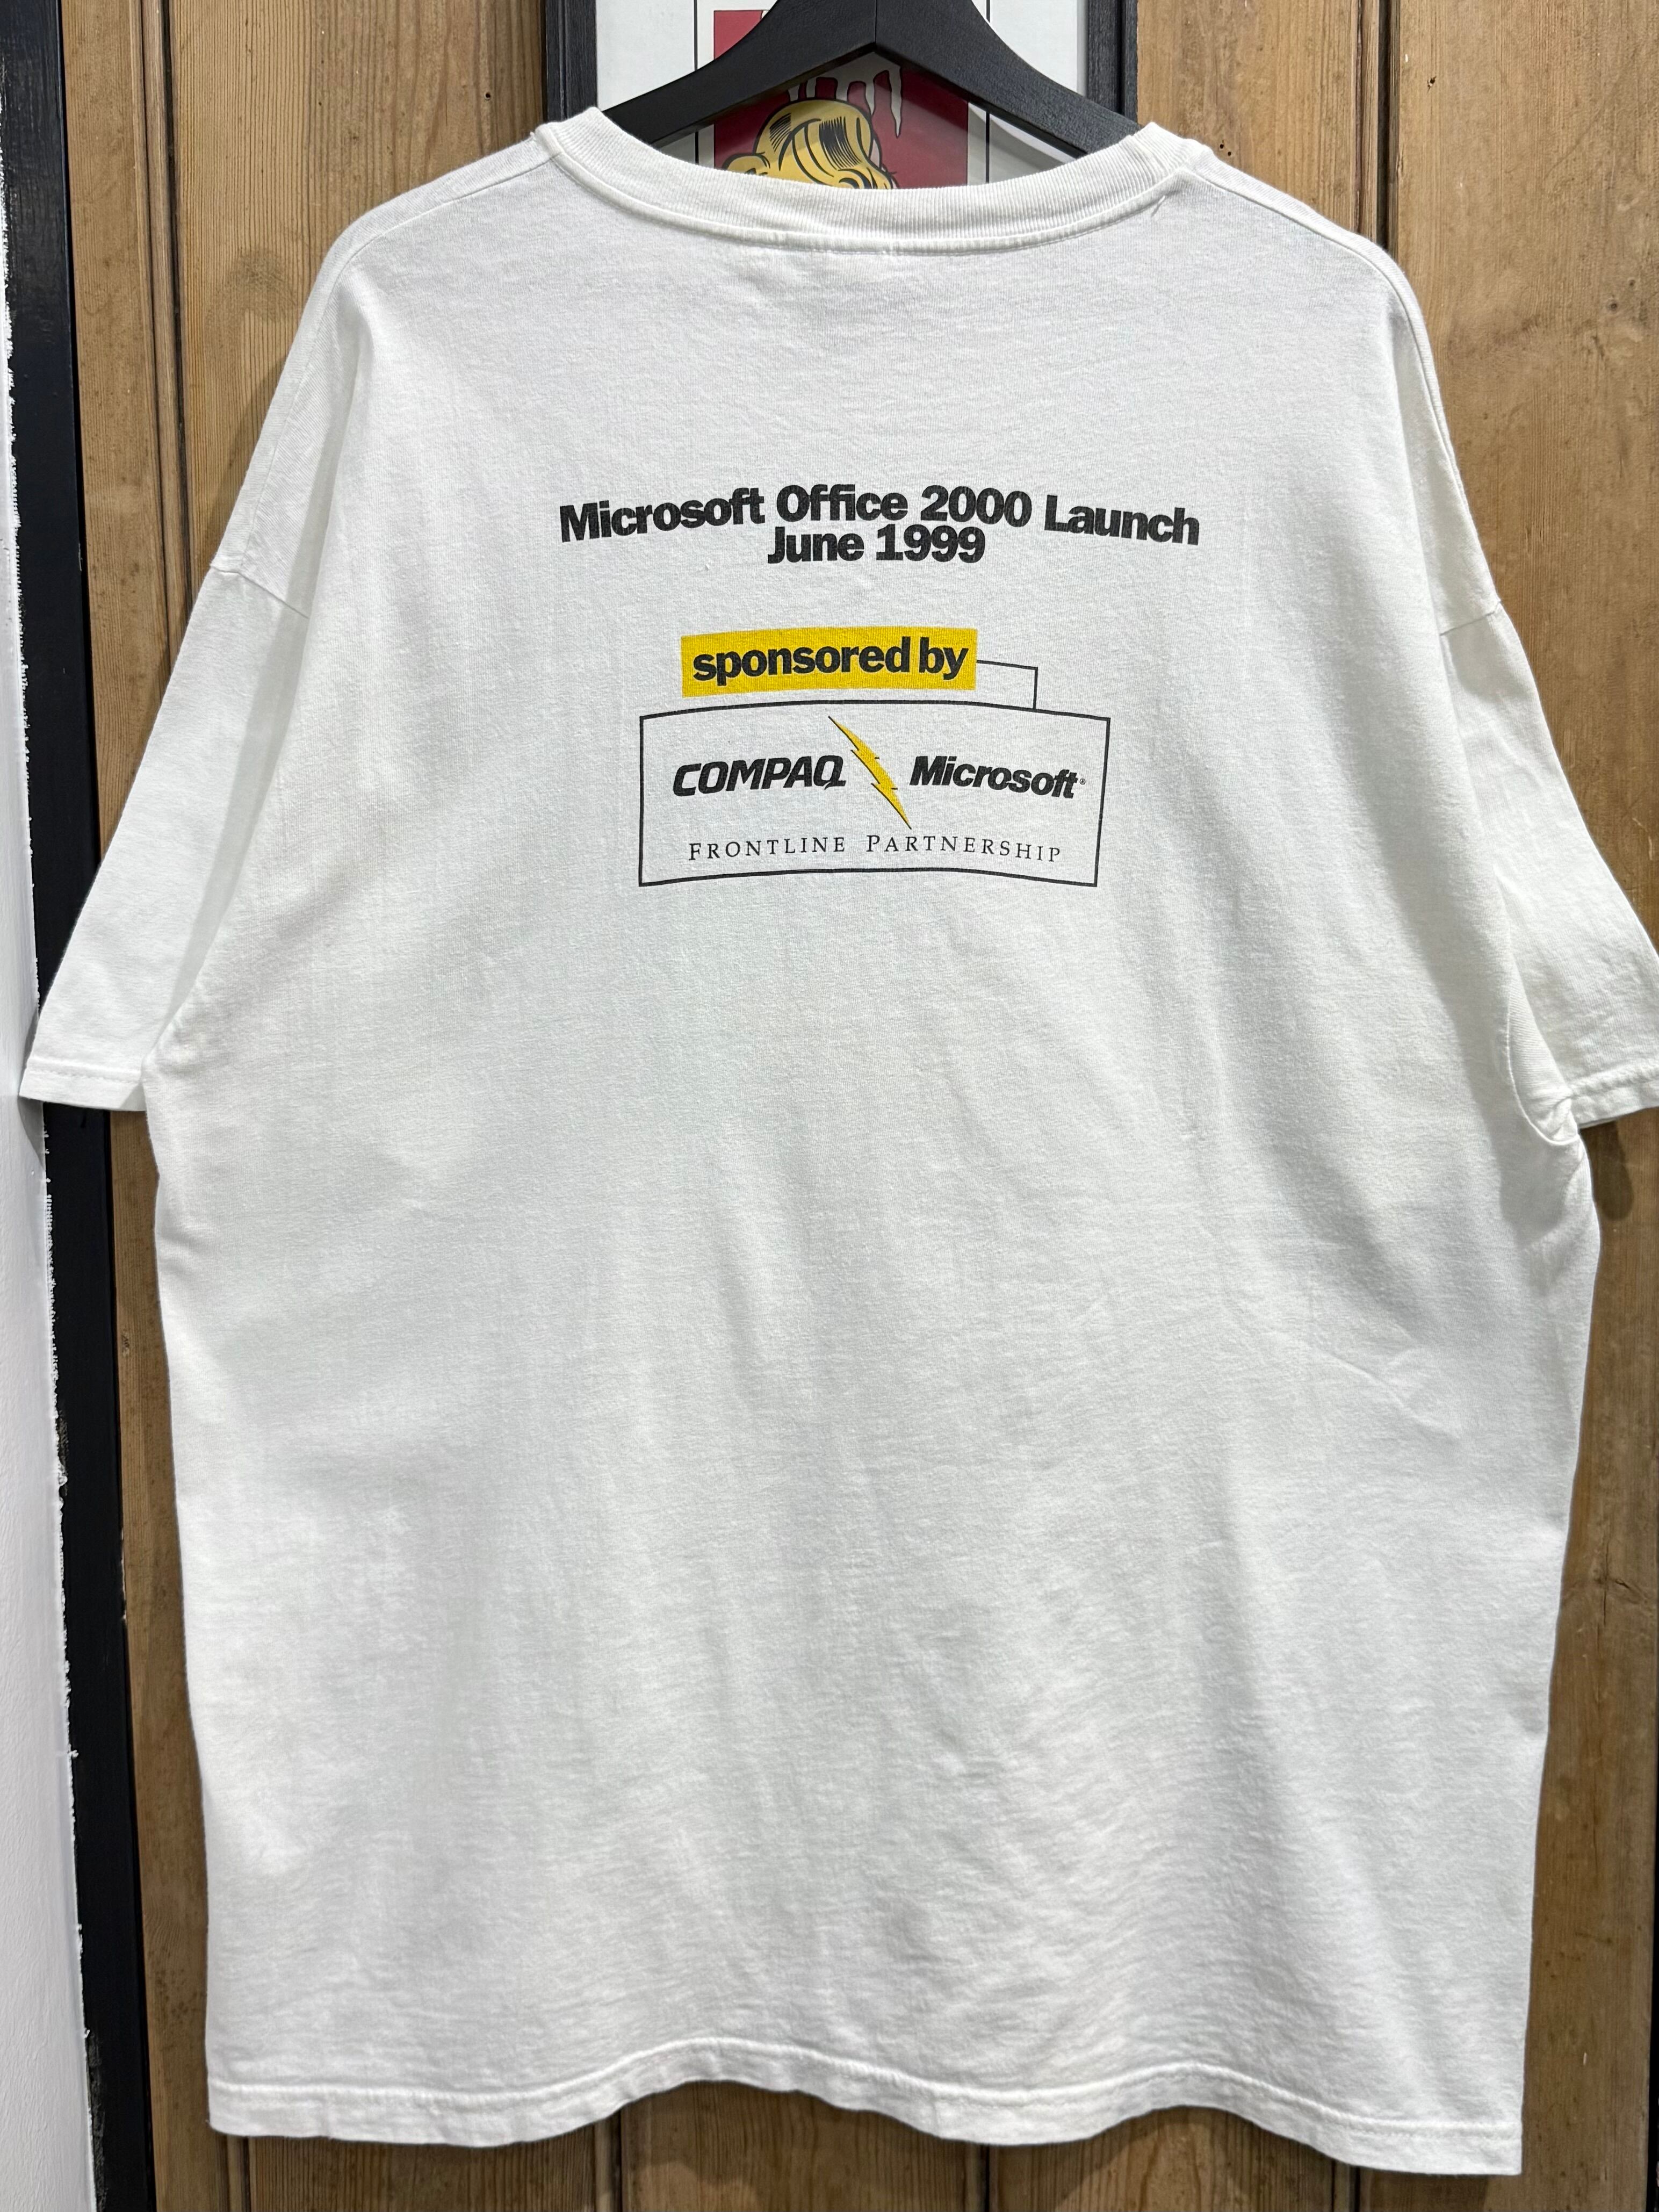 Microsoft Office 2000 Launch
June 1999
sponsored by
COMPAQ Microsoft®
FRONTLINE PARTNERSHIP